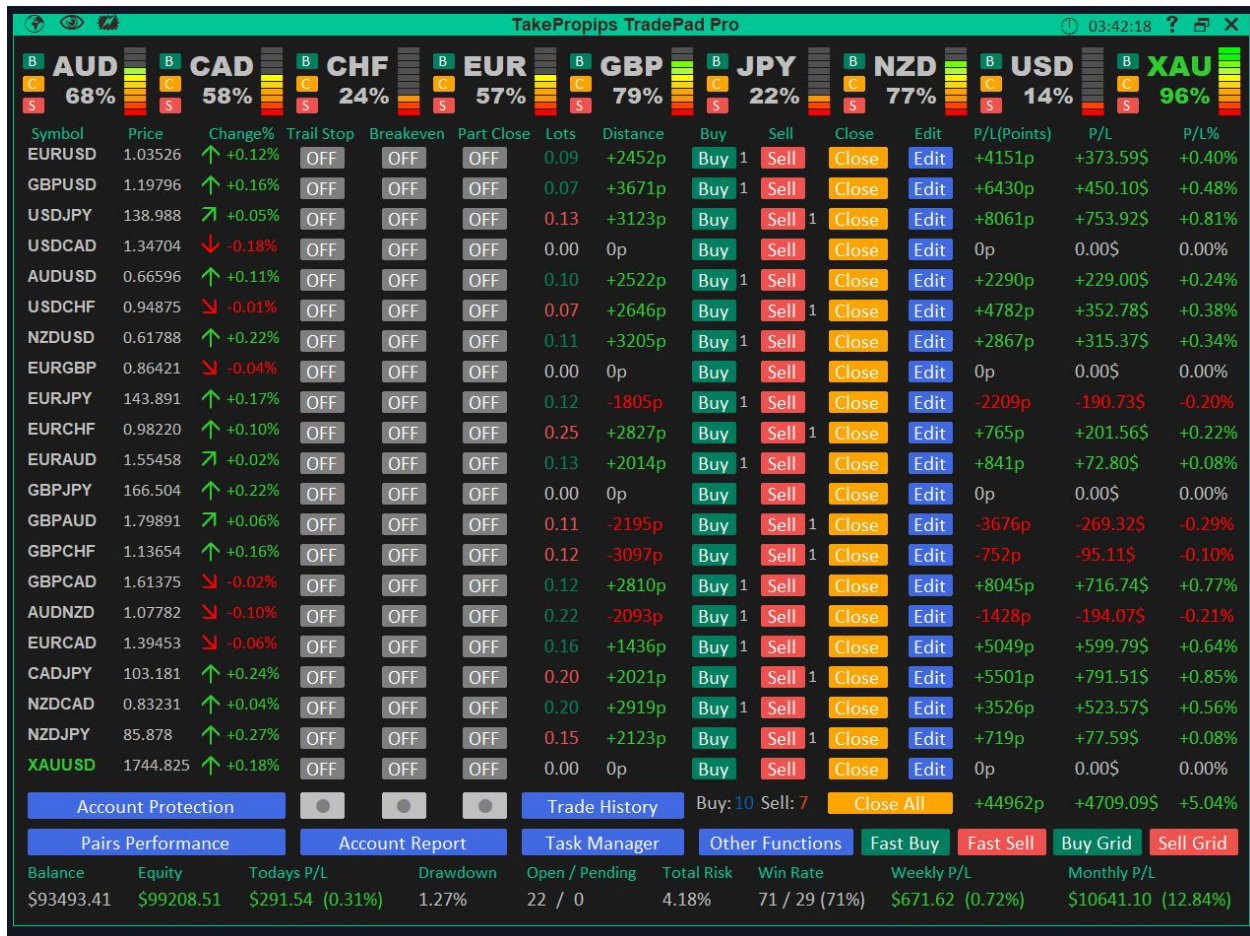 TakePropips TradePad Pro 03:42:18 ? X
B AUD B CAD B CHF B EUR B GBP B JPY B NZD B USD B XAU
C 68% C 58% C 24% C 57% C 79% C 22% C 77% C 14% C 96%
S S S S S S S S S
Symbol Price Change% Trail Stop Breakeven Part Close Lots Distance Buy Sell Close Edit P/L(Points) P/L P/L%
EURUSD 1.03526 +0.12% OFF OFF OFF 0.09 +2452p Buy 1 Sell Close Edit +4151p +373.59$ +0.40%
GBPUSD 1.19796 +0.16% OFF OFF OFF 0.07 +3671p Buy 1 Sell Close Edit +6430p +450.10$ +0.48%
USDJPY 138.988 +0.05% OFF OFF OFF 0.13 +3123p Buy Sell 1 Close Edit +8061p +753.92$ +0.81%
USDCAD 1.34704 -0.18% OFF OFF OFF 0.00 0p Buy Sell Close Edit 0p 0.00$ 0.00%
AUDUSD 0.66596 +0.11% OFF OFF OFF 0.10 +2522p Buy 1 Sell Close Edit +2290p +229.00$ +0.24%
USDCHF 0.94875 -0.01% OFF OFF OFF 0.07 +2646p Buy Sell 1 Close Edit +4782p +352.78$ +0.38%
NZDUSD 0.61788 +0.22% OFF OFF OFF 0.11 +3205p Buy 1 Sell Close Edit +2867p +315.37$ +0.34%
EURGBP 0.86421 -0.04% OFF OFF OFF 0.00 0p Buy Sell Close Edit 0p 0.00$ 0.00%
EURJPY 143.891 +0.17% OFF OFF OFF 0.12 -1805p Buy 1 Sell Close Edit -2209p -190.73$ -0.20%
EURCHF 0.98220 +0.10% OFF OFF OFF 0.25 +2827p Buy Sell 1 Close Edit +765p +201.56$ +0.22%
EURAUD 1.55458 +0.02% OFF OFF OFF 0.13 +2014p Buy 1 Sell Close Edit +841p +72.80$ +0.08%
GBPJPY 166.504 +0.22% OFF OFF OFF 0.00 0p Buy Sell Close Edit 0p 0.00$ 0.00%
GBPAUD 1.79891 +0.06% OFF OFF OFF 0.11 -2195p Buy Sell 1 Close Edit -3676p -269.32$ -0.29%
GBPCHF 1.13654 +0.16% OFF OFF OFF 0.12 -3097p Buy Sell 1 Close Edit -752p -95.11$ -0.10%
GBPCAD 1.61375 -0.02% OFF OFF OFF 0.12 +2810p Buy 1 Sell Close Edit +8045p +716.74$ +0.77%
AUDNZD 1.07782 -0.10% OFF OFF OFF 0.22 -2093p Buy 1 Sell Close Edit -1428p -194.07$ -0.21%
EURCAD 1.39453 -0.06% OFF OFF OFF 0.16 +1436p Buy 1 Sell Close Edit +5049p +599.79$ +0.64%
CADJPY 103.181 +0.24% OFF OFF OFF 0.20 +2021p Buy Sell 1 Close Edit +5501p +791.51$ +0.85%
NZDCAD 0.83231 +0.04% OFF OFF OFF 0.20 +2919p Buy 1 Sell Close Edit +3526p +523.57$ +0.56%
NZDJPY 85.878 +0.27% OFF OFF OFF 0.15 +2123p Buy Sell 1 Close Edit +719p +77.59$ +0.08%
XAUUSD 1744.825 +0.18% OFF OFF OFF 0.00 0p Buy Sell Close Edit 0p 0.00$ 0.00%
Account Protection Trade History Buy: 10 Sell: 7 Close All +44962p +4709.09$ +5.04%
Pairs Performance Account Report Task Manager Other Functions Fast Buy Fast Sell Buy Grid Sell Grid
Balance Equity Todays P/L Drawdown Open / Pending Total Risk Win Rate Weekly P/L Monthly P/L
$93493.41 $99208.51 $291.54 (0.31%) 1.27% 22 / 0 4.18% 71 / 29 (71%) $671.62 (0.72%) $10641.10 (12.84%)